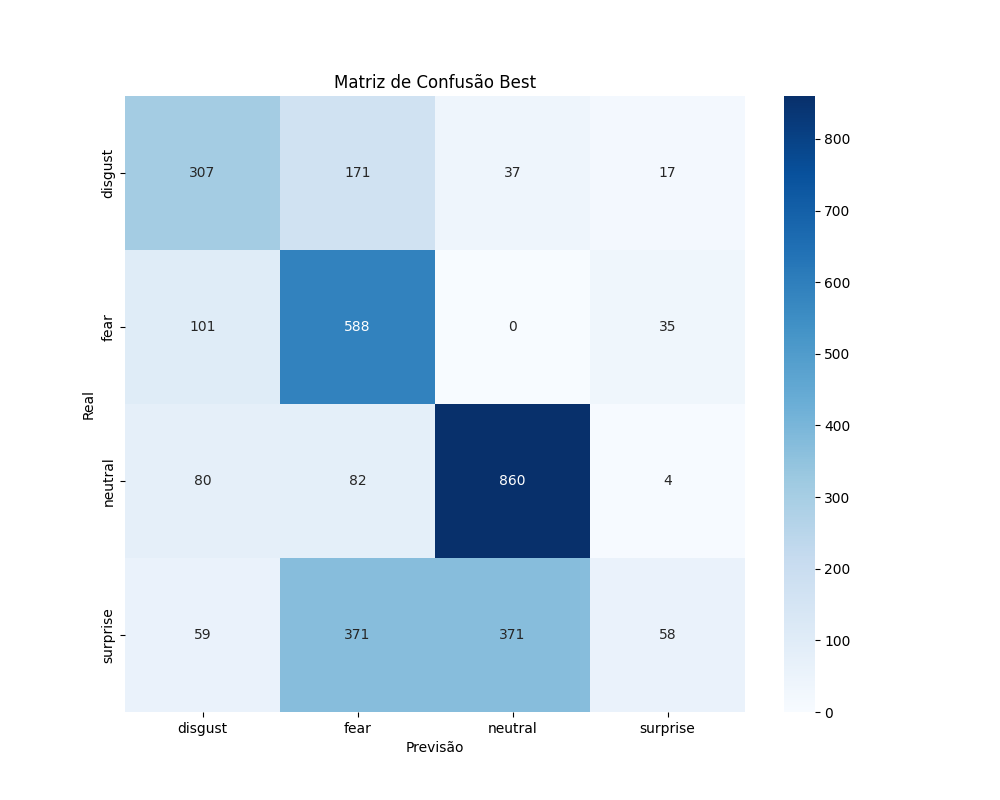 Matriz de Confusão Best
disgust 307 171 37 17
fear 101 588 0 35
neutral 80 82 860 4
surprise 59 371 371 58
disgust fear neutral surprise
Previsão
Real
800
700
600
500
400
300
200
100
0